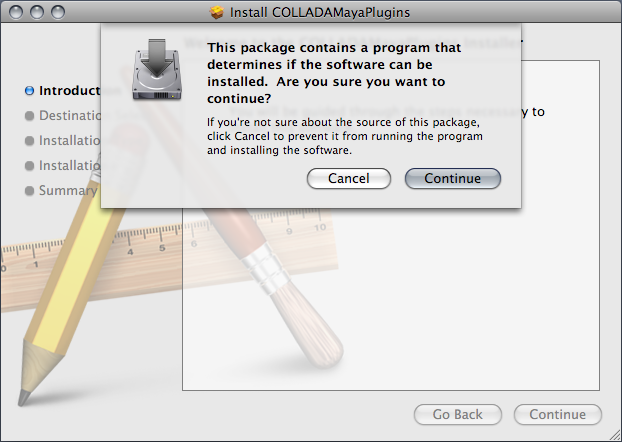 Install COLLADAMayaPlugins
This package contains a program that
determines if the software can be
installed.  Are you sure you want to
continue?
If you're not sure about the source of this package,
click Cancel to prevent it from running the program
and installing the software.
Cancel
Continue
Introduc
Destinatio
Installatio
Installatio
Summary
to
Go Back
Continue